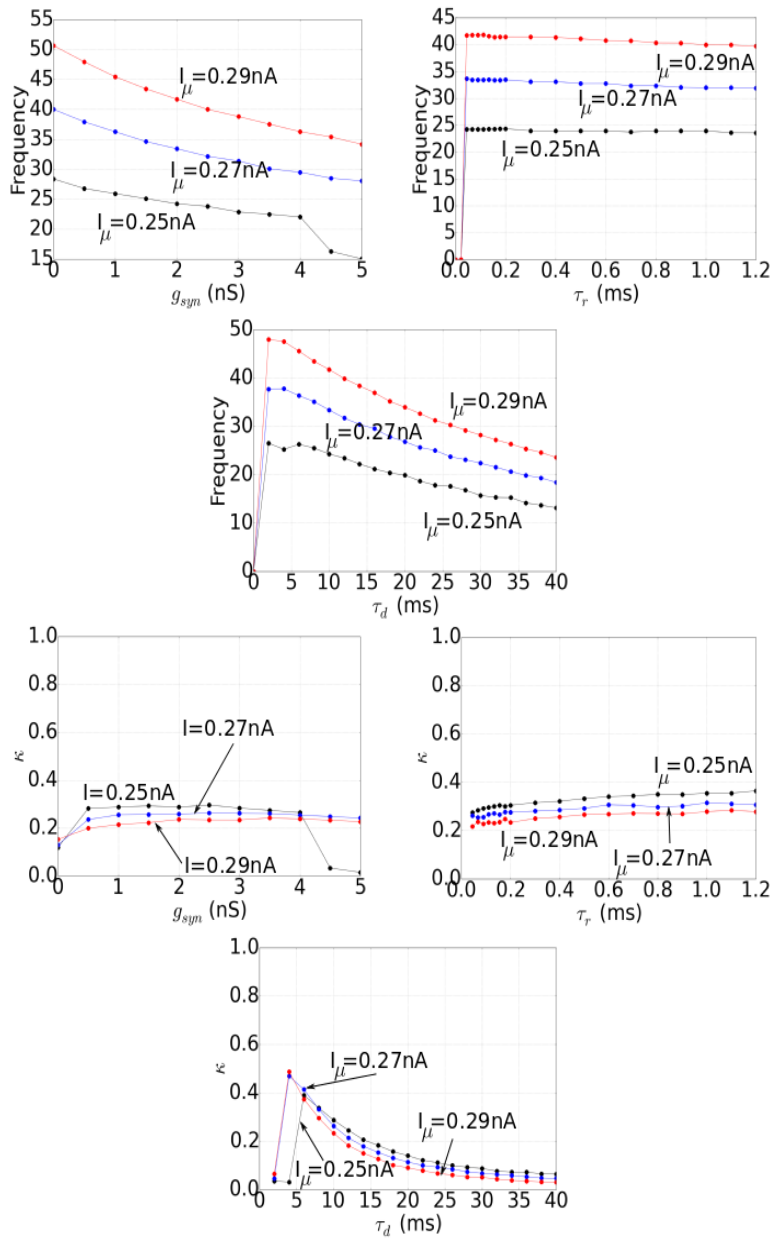 55
50
45
40
35
30
25
20
15
Frequency
I_μ=0.29nA
I_μ=0.27nA
I_μ=0.25nA
0 1 2 3 4 5
g_syn (nS)
45
40
35
30
25
20
15
10
5
0
Frequency
I_μ=0.29nA
I_μ=0.27nA
I_μ=0.25nA
0.0 0.2 0.4 0.6 0.8 1.0 1.2
τ_r (ms)
50
40
30
20
10
0
Frequency
I_μ=0.29nA
I_μ=0.27nA
I_μ=0.25nA
0 5 10 15 20 25 30 35 40
τ_d (ms)
1.0
0.8
0.6
0.4
0.2
0.0
κ
I=0.27nA
I=0.25nA
I=0.29nA
0 1 2 3 4 5
g_syn (nS)
1.0
0.8
0.6
0.4
0.2
0.0
κ
I_μ=0.25nA
I_μ=0.29nA
I_μ=0.27nA
0.0 0.2 0.4 0.6 0.8 1.0 1.2
τ_r (ms)
1.0
0.8
0.6
0.4
0.2
0.0
κ
I_μ=0.27nA
I_μ=0.29nA
I_μ=0.25nA
0 5 10 15 20 25 30 35 40
τ_d (ms)